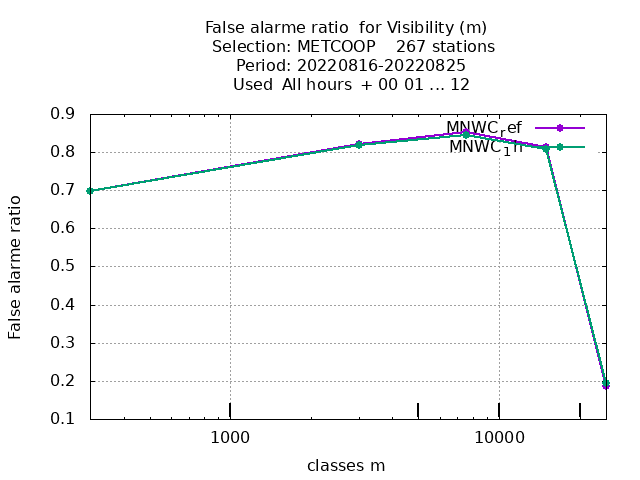 False alarme ratio for Visibility (m)
Selection: METCOOP 267 stations
Period: 20220816-20220825
Used All hours + 00 01 ... 12
0.9
0.8
0.7
0.6
0.5
0.4
0.3
0.2
0.1
False alarme ratio
MNWC_ref
MNWC_1h
1000
10000
classes m